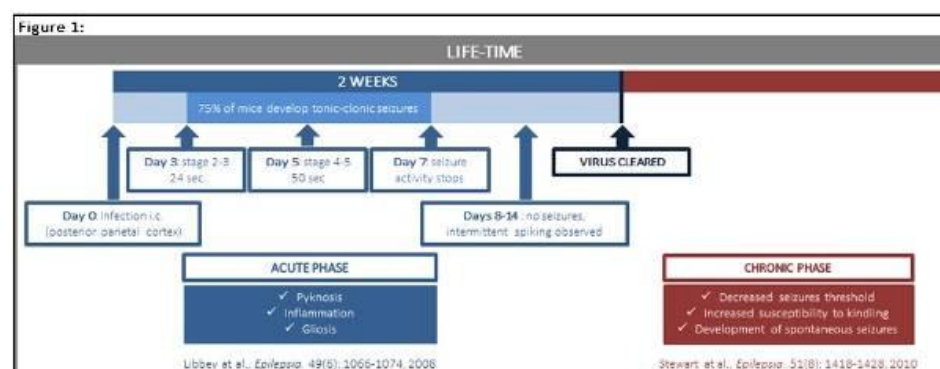 Figure 1:
LIFE-TIME
2 WEEKS
75% of mice develop tonic-clonic seizures
Day 3: stage 2-3
24 sec
Day 5: stage 4-5
50 sec
Day 7: seizure
activity stops
VIRUS CLEARED
Day 0: Infection i.c.
(posterior parietal cortex)
Days 8-14 : no seizures,
intermittent spiking observed
ACUTE PHASE
✓ Pyknosis
✓ Inflammation
✓ Gliosis
Libbey at al., Epilepsia, 49(6): 1066-1074, 2008
CHRONIC PHASE
✓ Decreased seizures threshold
✓ Increased susceptibility to kindling
✓ Development of spontaneous seizures
Stewart at al., Epilepsia, 51(8): 1418-1428, 2010